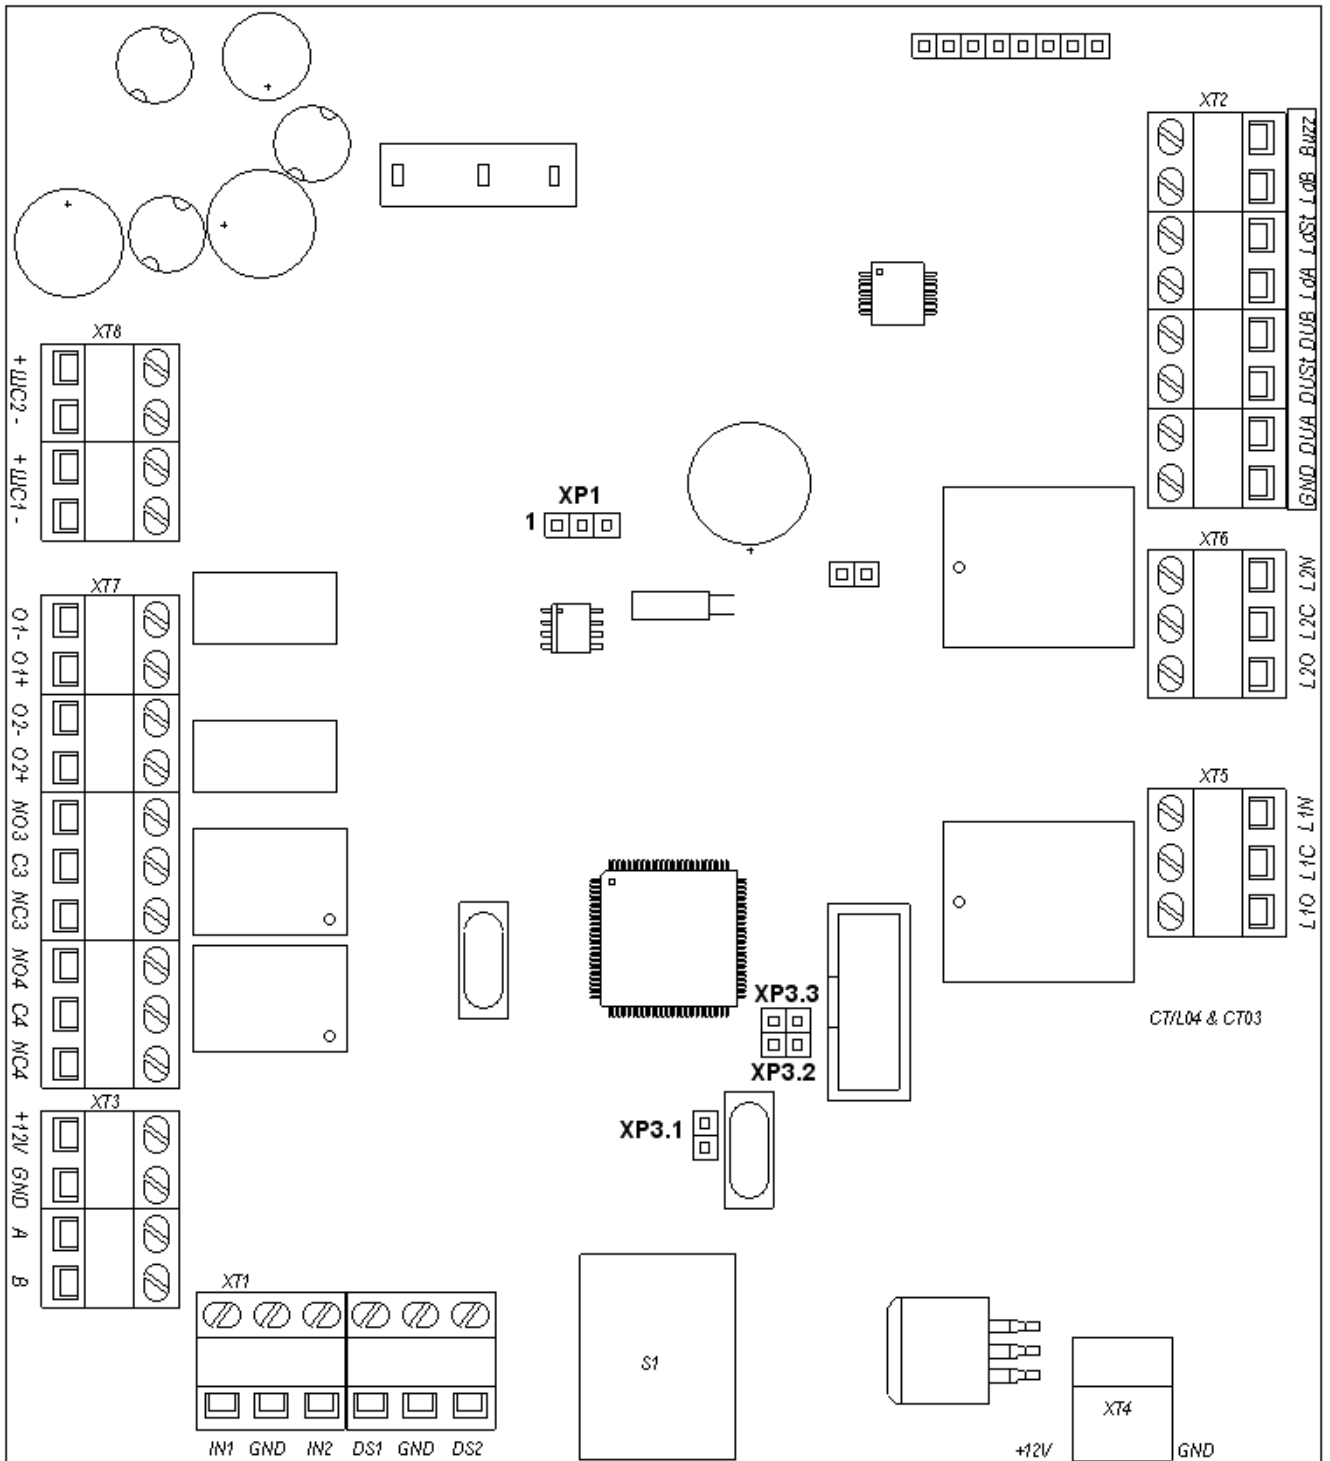 XT2
Buzz
LdB
LdSt
LdA
DUB
DUSt
DUA
GND
XT8
+ ШС2 -
+ ШС1 -
XP1
1
XT6
L2N
L2C
L2O
XT7
O1-
O1+
O2-
O2+
NO3
C3
NC3
NO4
C4
NC4
XT5
L1N
L1C
L1O
CT/L04 & CT03
XP3.3
XP3.2
XP3.1
XT3
+12V
GND
A
B
XT1
IN1 GND IN2 DS1 GND DS2
S1
XT4
+12V
GND